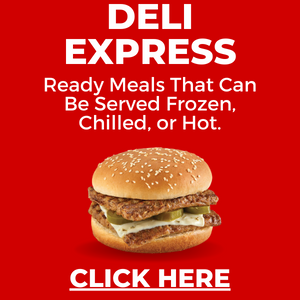 DELI
EXPRESS
Ready Meals That Can
Be Served Frozen,
Chilled, or Hot.
CLICK HERE